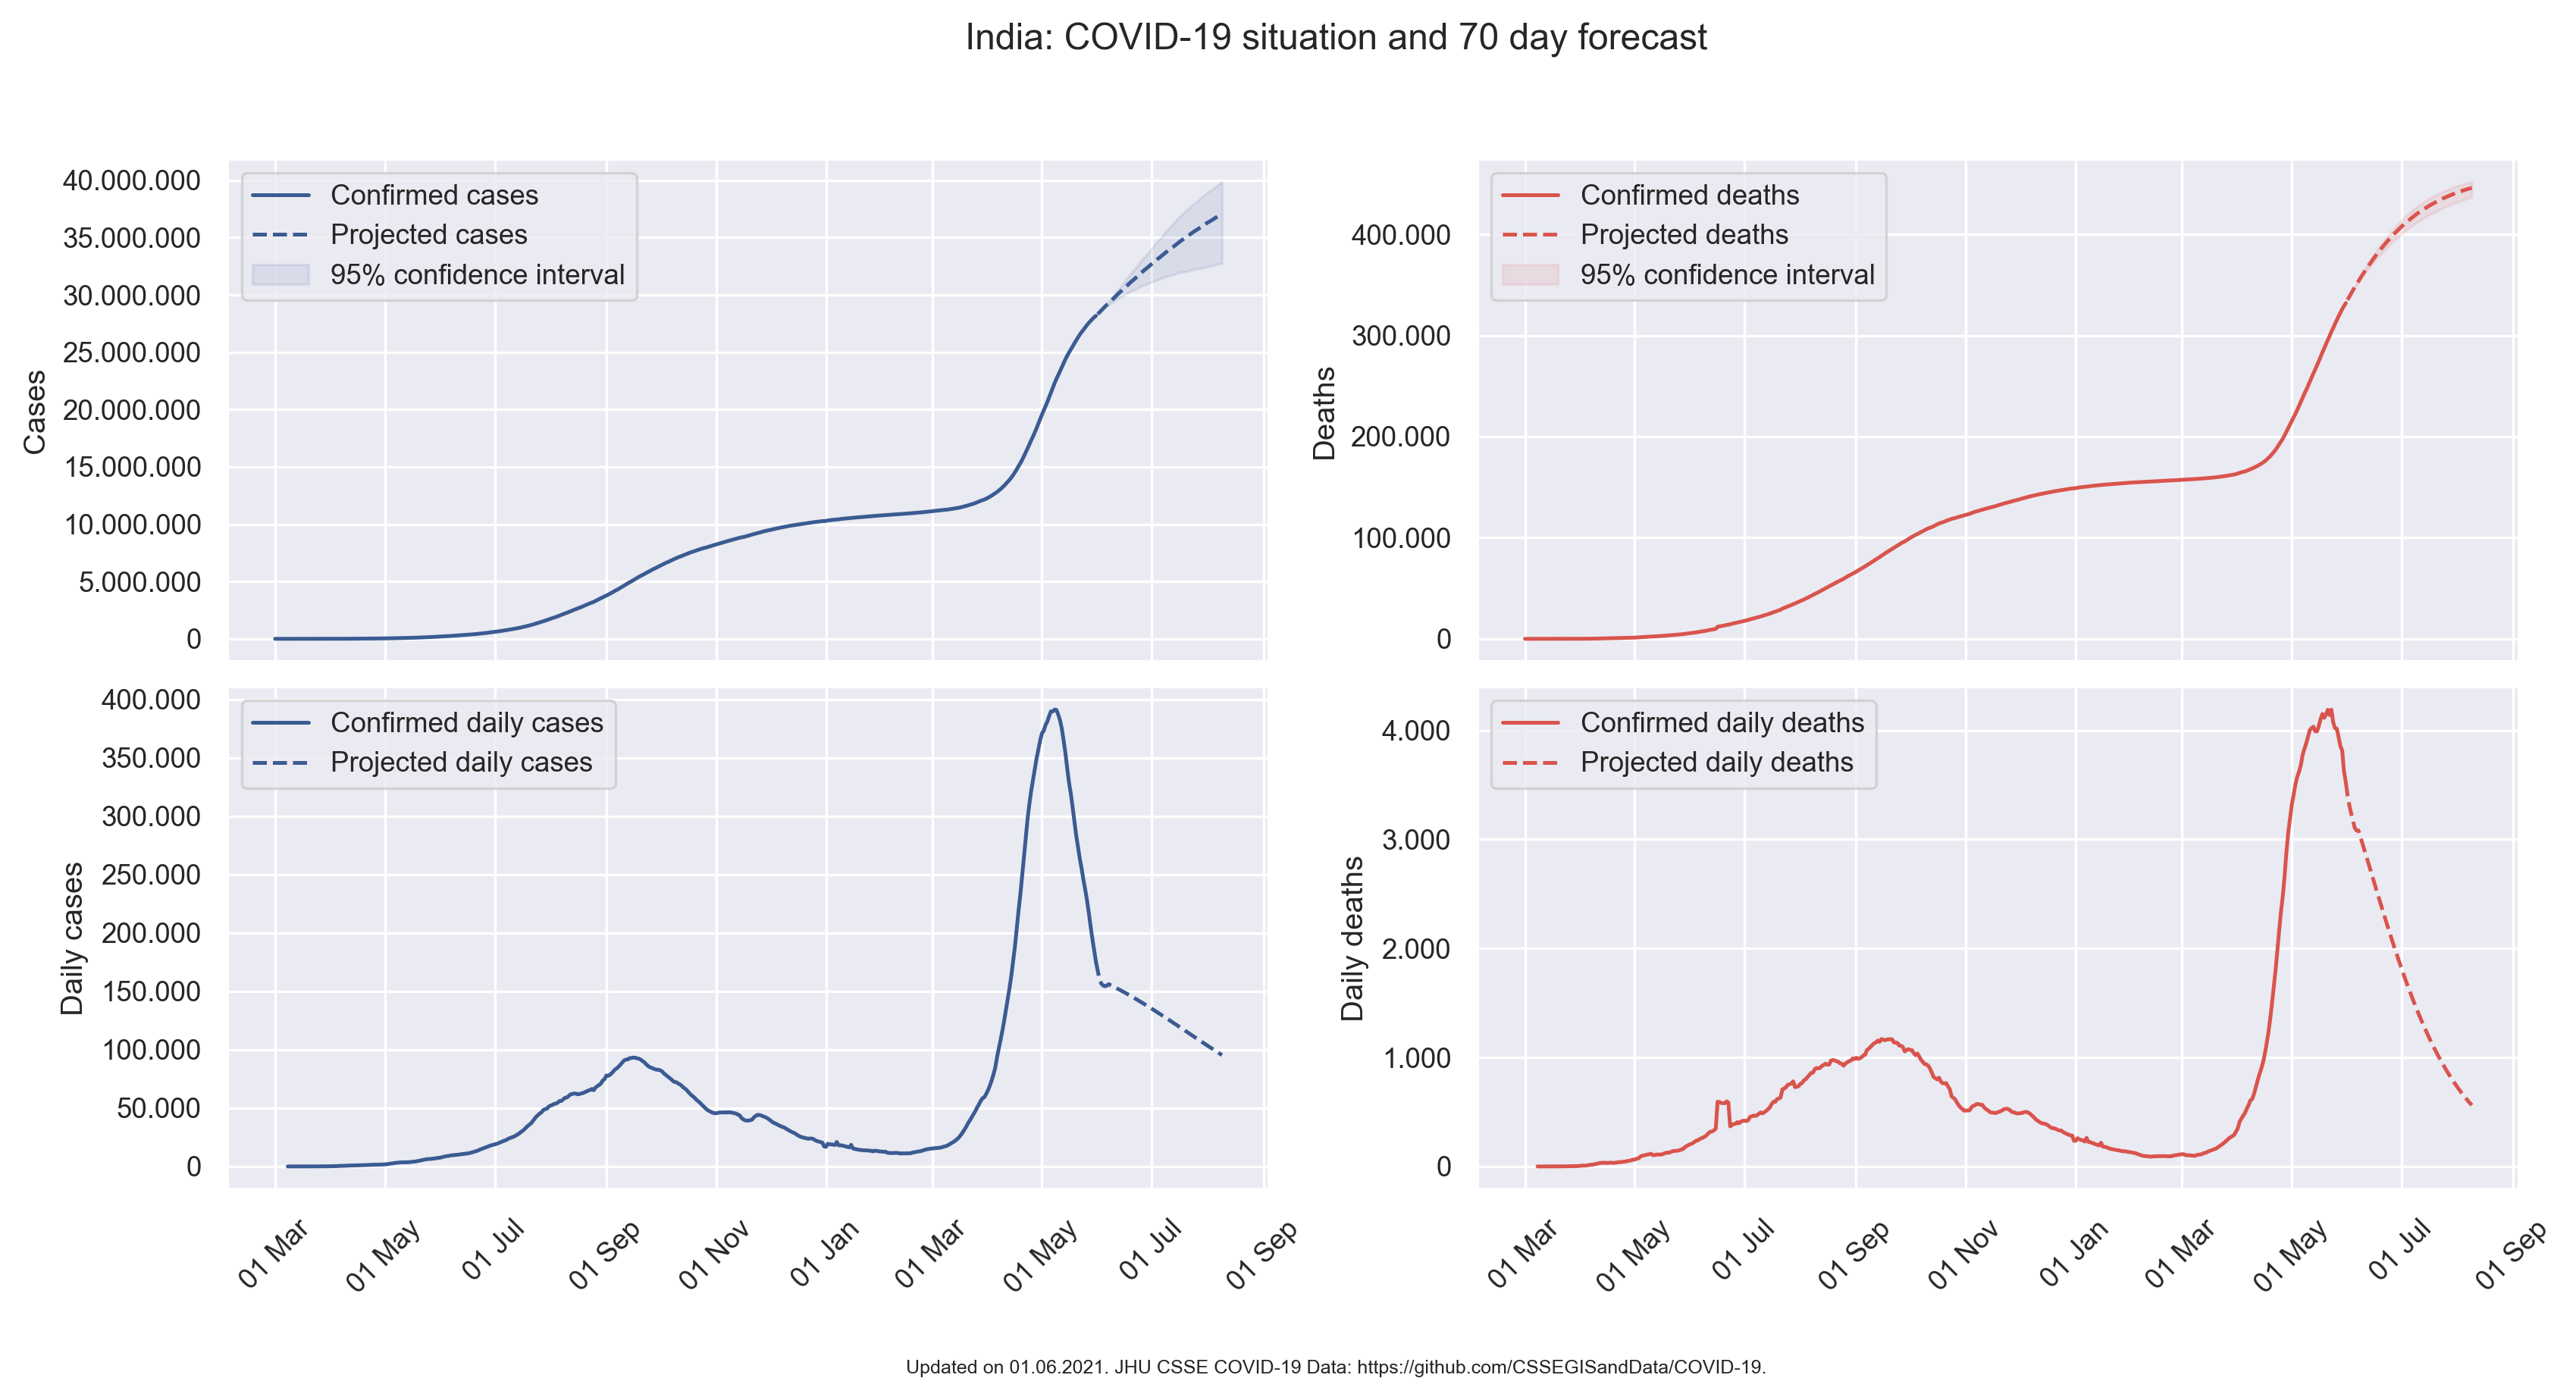 India: COVID-19 situation and 70 day forecast
Cases
40.000.000
35.000.000
30.000.000
25.000.000
20.000.000
15.000.000
10.000.000
5.000.000
0
Confirmed cases
Projected cases
95% confidence interval
Deaths
400.000
300.000
200.000
100.000
0
Confirmed deaths
Projected deaths
95% confidence interval
Daily cases
400.000
350.000
300.000
250.000
200.000
150.000
100.000
50.000
0
Confirmed daily cases
Projected daily cases
01 Mar
01 May
01 Jul
01 Sep
01 Nov
01 Jan
01 Mar
01 May
01 Jul
01 Sep
Daily deaths
4.000
3.000
2.000
1.000
0
Confirmed daily deaths
Projected daily deaths
01 Mar
01 May
01 Jul
01 Sep
01 Nov
01 Jan
01 Mar
01 May
01 Jul
01 Sep
Updated on 01.06.2021. JHU CSSE COVID-19 Data: https://github.com/CSSEGISandData/COVID-19.